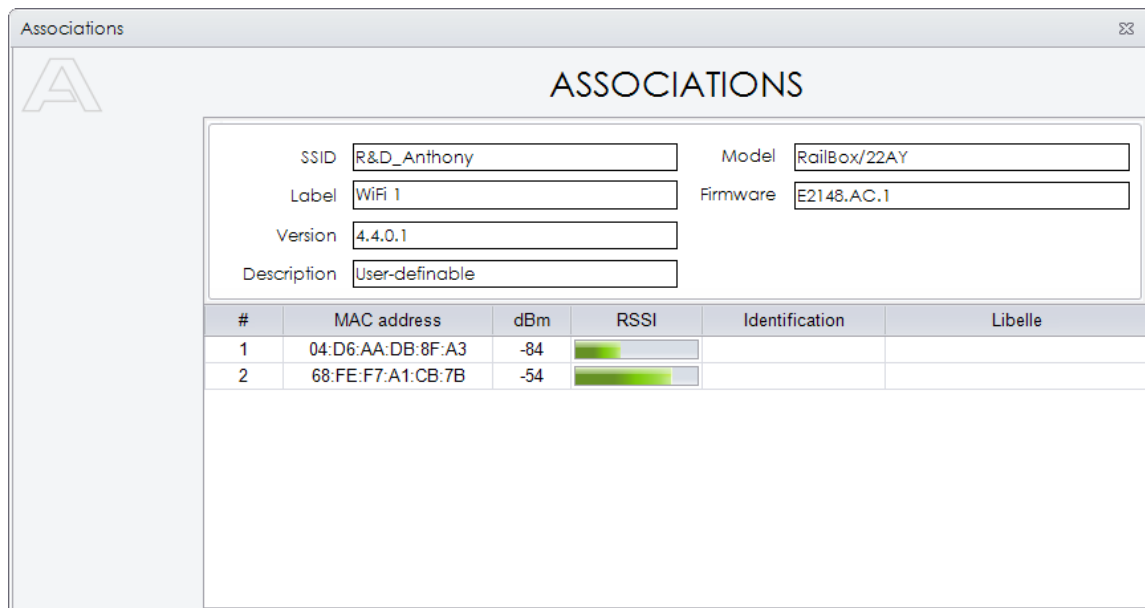 Associations
ASSOCIATIONS
SSID R&D_Anthony Model RailBox/22AY
Label WiFi 1 Firmware E2148.AC.1
Version 4.4.0.1
Description User-definable
# MAC address dBm RSSI Identification Libelle
1 04:D6:AA:DB:8F:A3 -84
2 68:FE:F7:A1:CB:7B -54